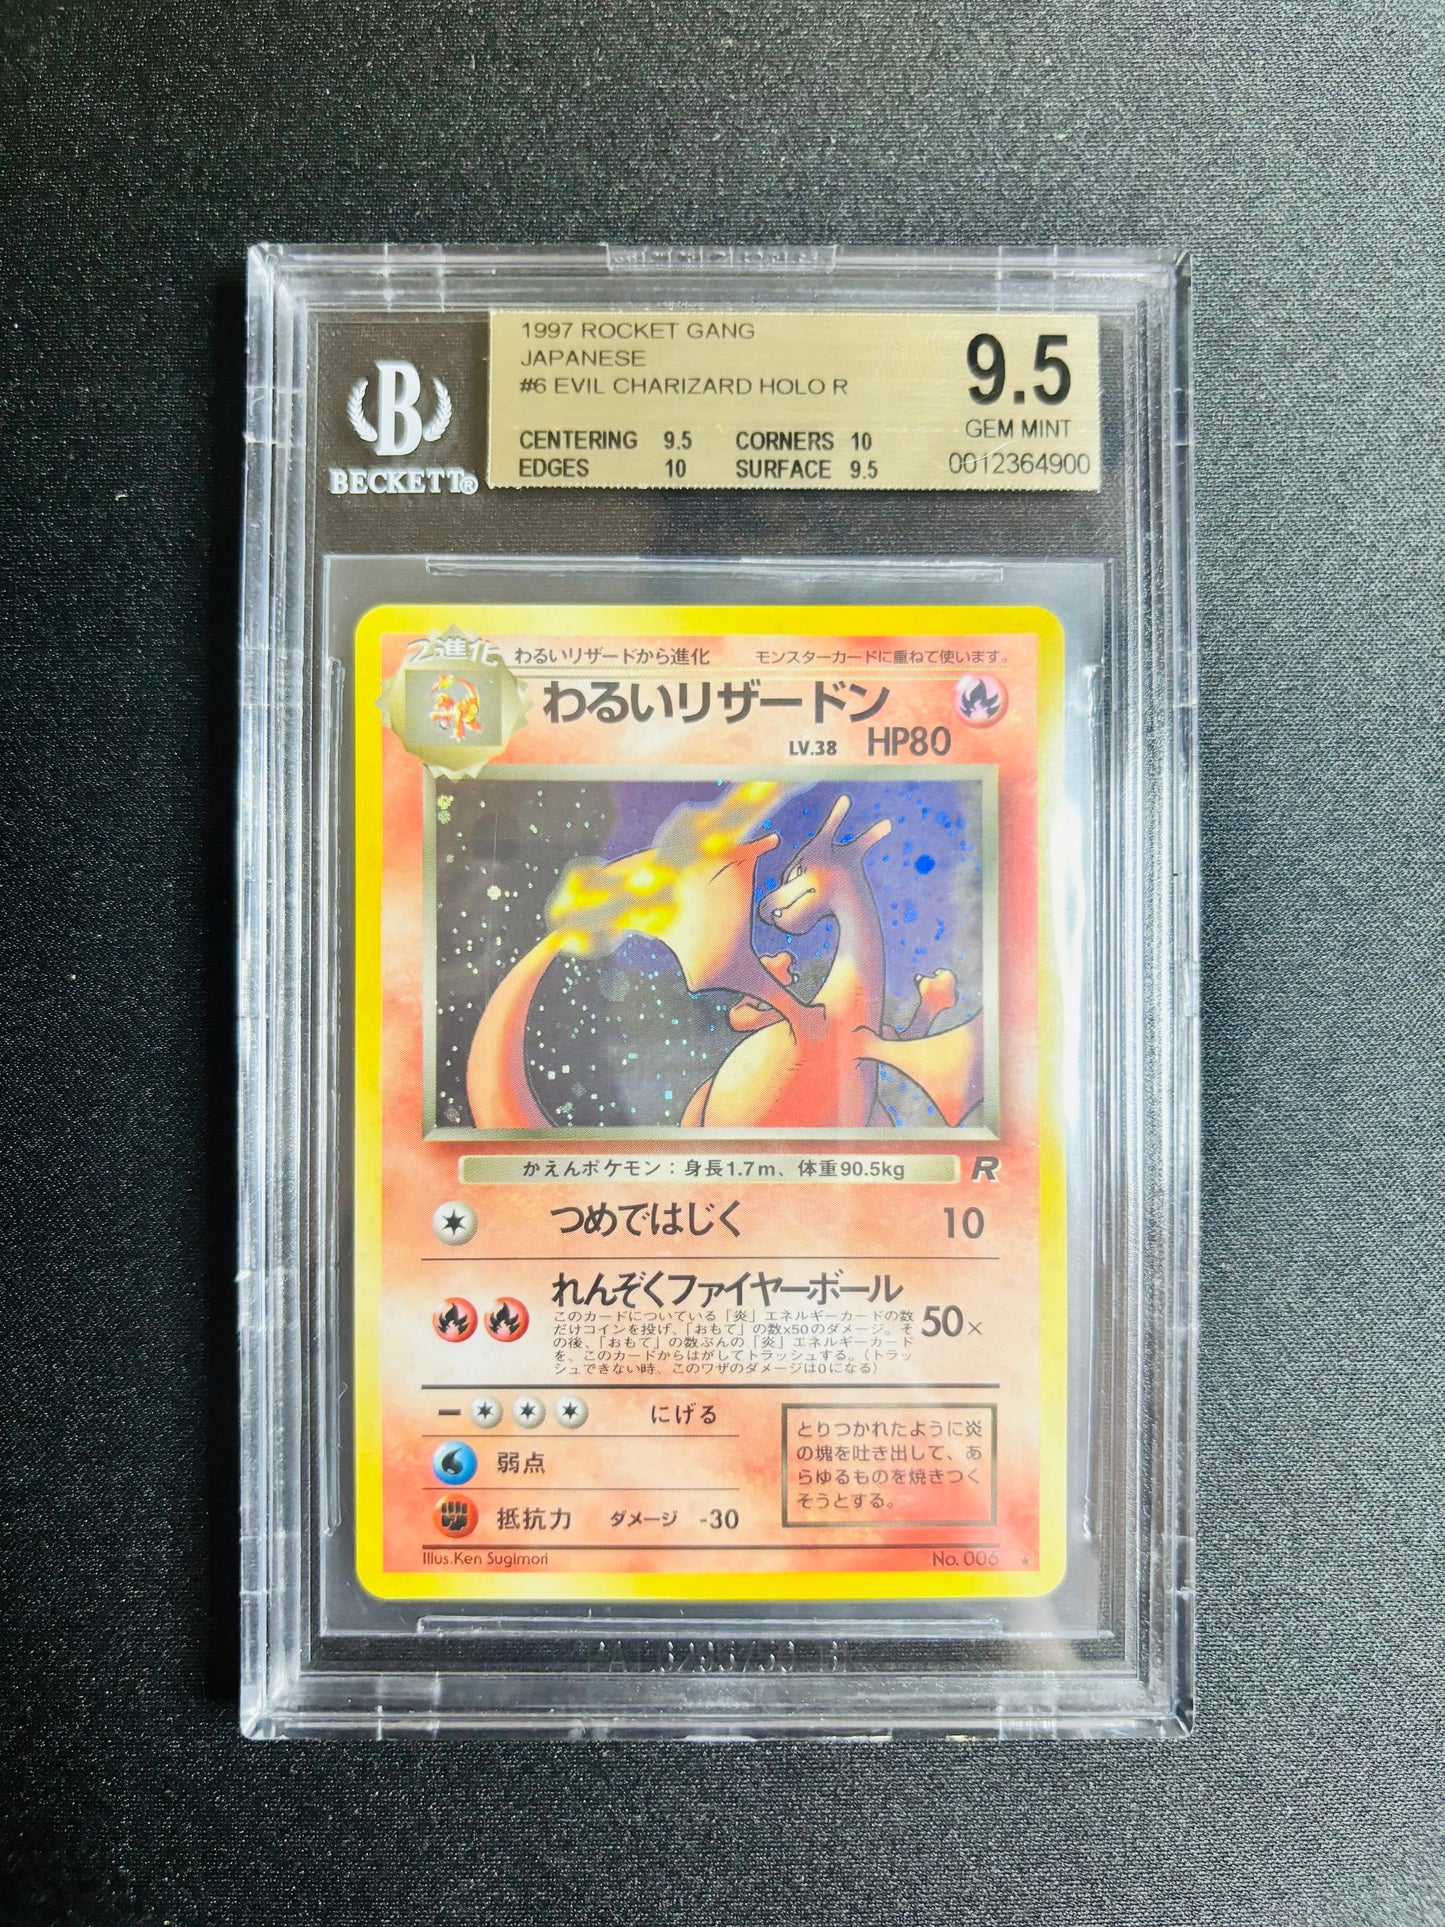 1997 ROCKET GANG
JAPANESE
#6 EVIL CHARIZARD HOLO R
9.5
GEM MINT
CENTERING 9.5 CORNERS 10
EDGES 10 SURFACE 9.5
0012364900
B
BECKETT®
2進化 わるいリザードから進化 モンスターカードに重ねて使います。
わるいリザードン
LV.38 HP80
かえんポケモン：身長1.7m、体重90.5kg R
つめではじく 10
れんぞくファイヤーボール
50×
このカードについている「炎」エネルギーカードの数
だけコインを投げ、「おもて」の数x50のダメージ。そ
の後、「おもて」の数ぶんの「炎」エネルギーカード
を、このカードからはがしてトラッシュする。（トラッ
シュできない時、このワザのダメージは0になる）
にげる
弱点
抵抗力 ダメージ -30
とりつかれたように炎
の塊を吐き出して、あ
らゆるものを焼きつく
そうとする。
Illus.Ken Sugimori No. 006 ★